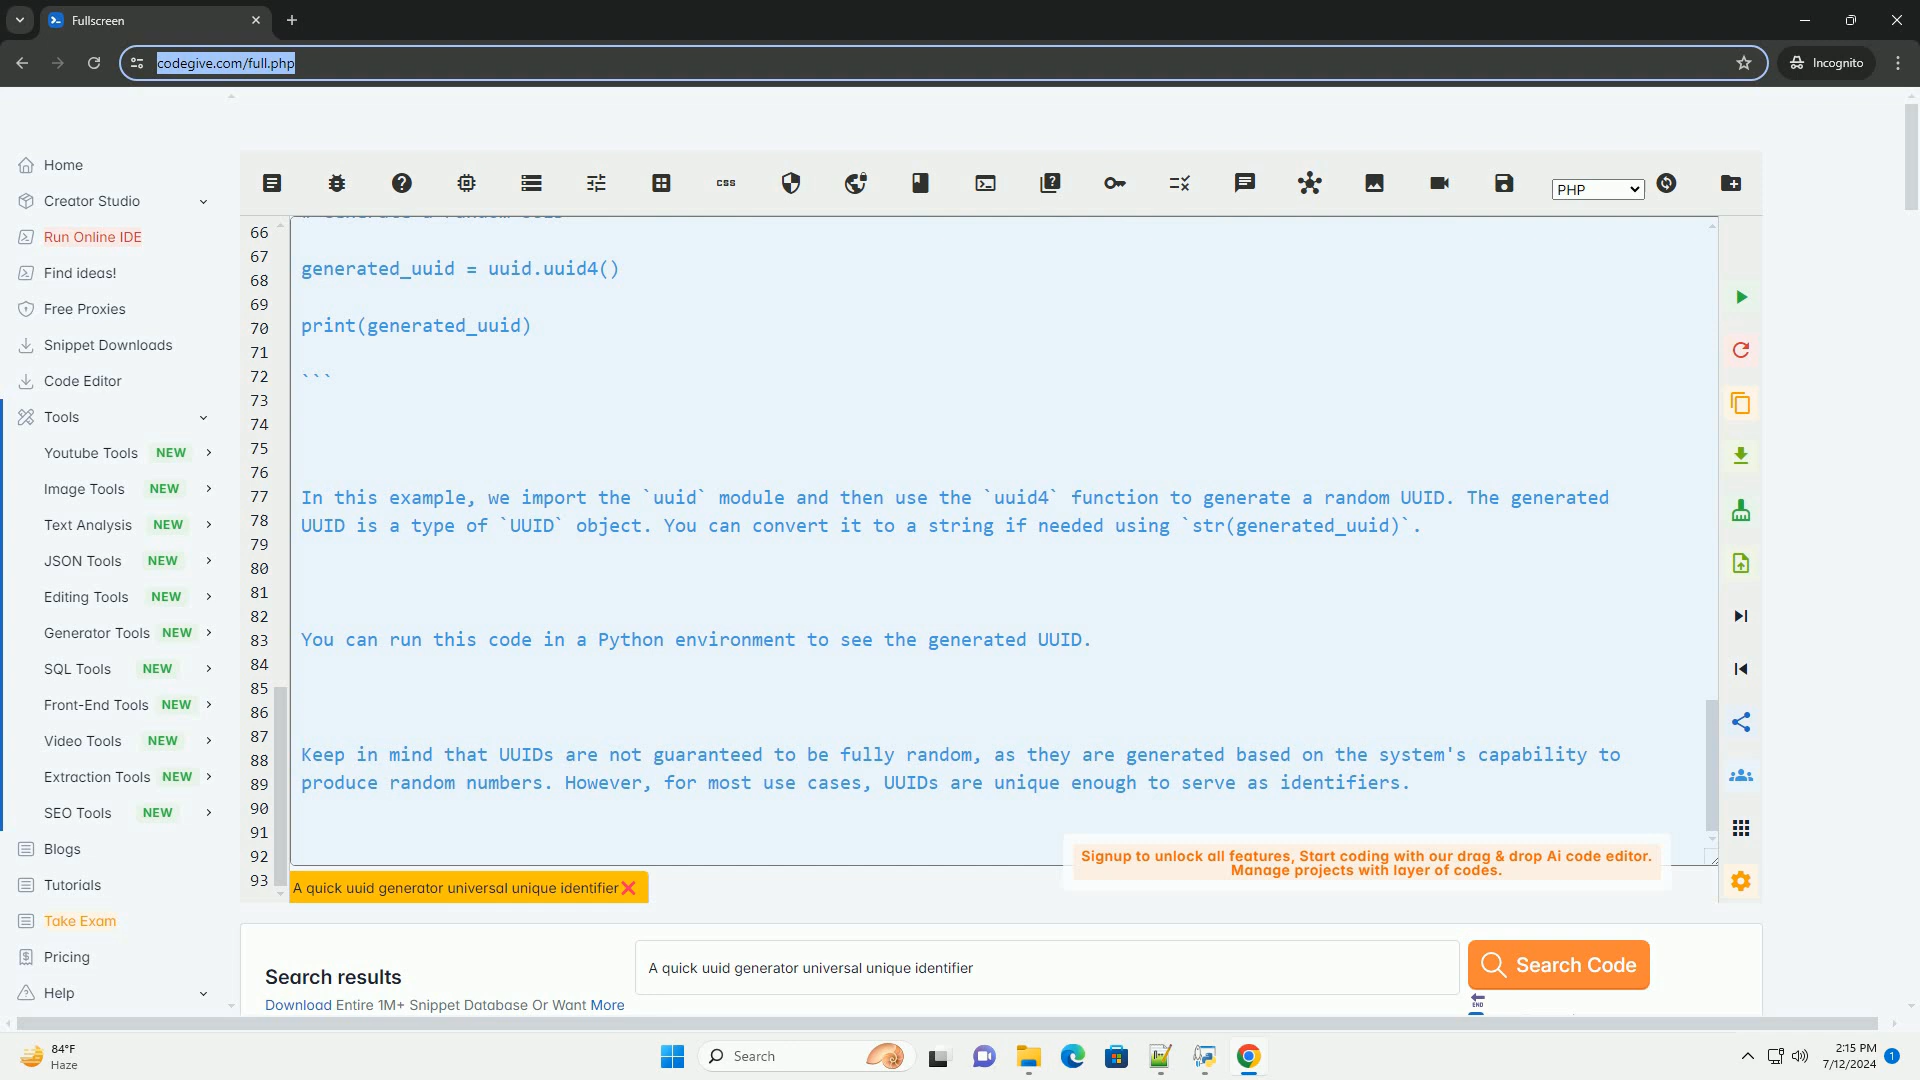 Fullscreen
codegive.com/full.php
Incognito
Home
Creator Studio
Run Online IDE
Find ideas!
Free Proxies
Snippet Downloads
Code Editor
Tools
Youtube Tools NEW
Image Tools NEW
Text Analysis NEW
JSON Tools NEW
Editing Tools NEW
Generator Tools NEW
SQL Tools NEW
Front-End Tools NEW
Video Tools NEW
Extraction Tools NEW
SEO Tools NEW
Blogs
Tutorials
Take Exam
Pricing
Help
css
PHP
66
67
68
69
70
71
72
73
74
75
76
77
78
79
80
81
82
83
84
85
86
87
88
89
90
91
92
93
generated_uuid = uuid.uuid4()
print(generated_uuid)
```
In this example, we import the `uuid` module and then use the `uuid4` function to generate a random UUID. The generated
UUID is a type of `UUID` object. You can convert it to a string if needed using `str(generated_uuid)`.
You can run this code in a Python environment to see the generated UUID.
Keep in mind that UUIDs are not guaranteed to be fully random, as they are generated based on the system's capability to
produce random numbers. However, for most use cases, UUIDs are unique enough to serve as identifiers.
Signup to unlock all features, Start coding with our drag & drop Ai code editor.
Manage projects with layer of codes.
A quick uuid generator universal unique identifier
Search results
Download Entire 1M+ Snippet Database Or Want More
A quick uuid generator universal unique identifier
Search Code
END
84°F
Haze
Search
2:15 PM
7/12/2024
1